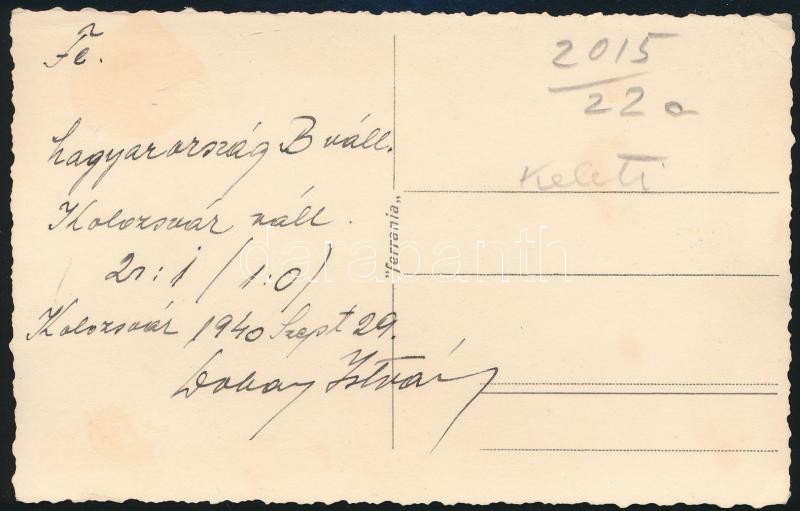 Fé.
Magyarország B váll.
Kolozsvár váll.
2:1 / 1:0 /
Kolozsvár 1940 Szept 29.
Dobay István
"ferrania"
2015
22a
Keleti
darabanth